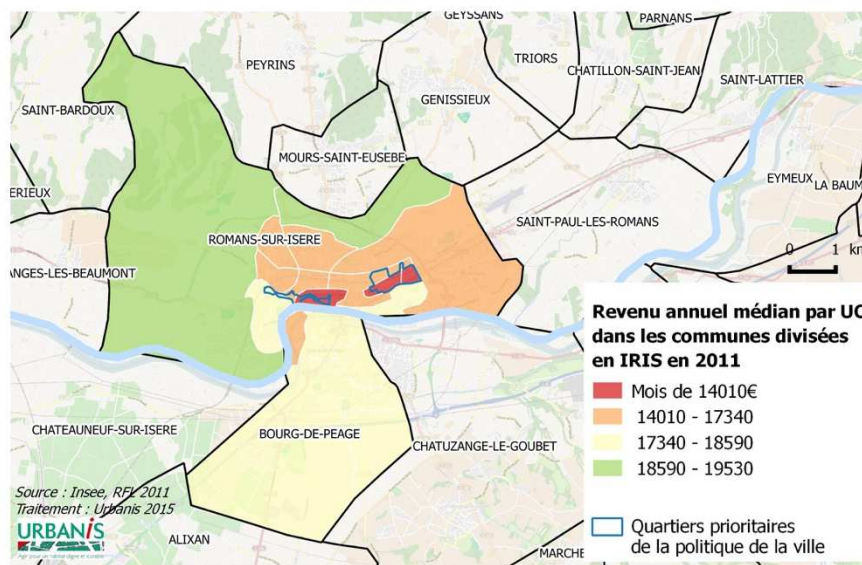 GEYSSANS
PARNANS
PEYRINS
TRIORS
CHATILLON-SAINT-JEAN
SAINT-LATTIER
SAINT-BARDOUX
GENISSIEUX
MOURS-SAINT-EUSEBE
EYMEUX
ERIEUX
LA BAUM
SAINT-PAUL-LES-ROMANS
ROMANS-SUR-ISERE
ANGES-LES-BEAUMONT
0 1 km
Revenu annuel médian par UC
dans les communes divisées
en IRIS en 2011
Mois de 14010€
14010 - 17340
17340 - 18590
18590 - 19530
Quartiers prioritaires
de la politique de la ville
CHATEAUNEUF-SUR-ISERE
BOURG-DE-PEAGE
CHATUZANGE-LE-GOUBET
Source : Insee, RFL 2011
Traitement : Urbanis 2015
URBANiS
ALIXAN
MARCHE